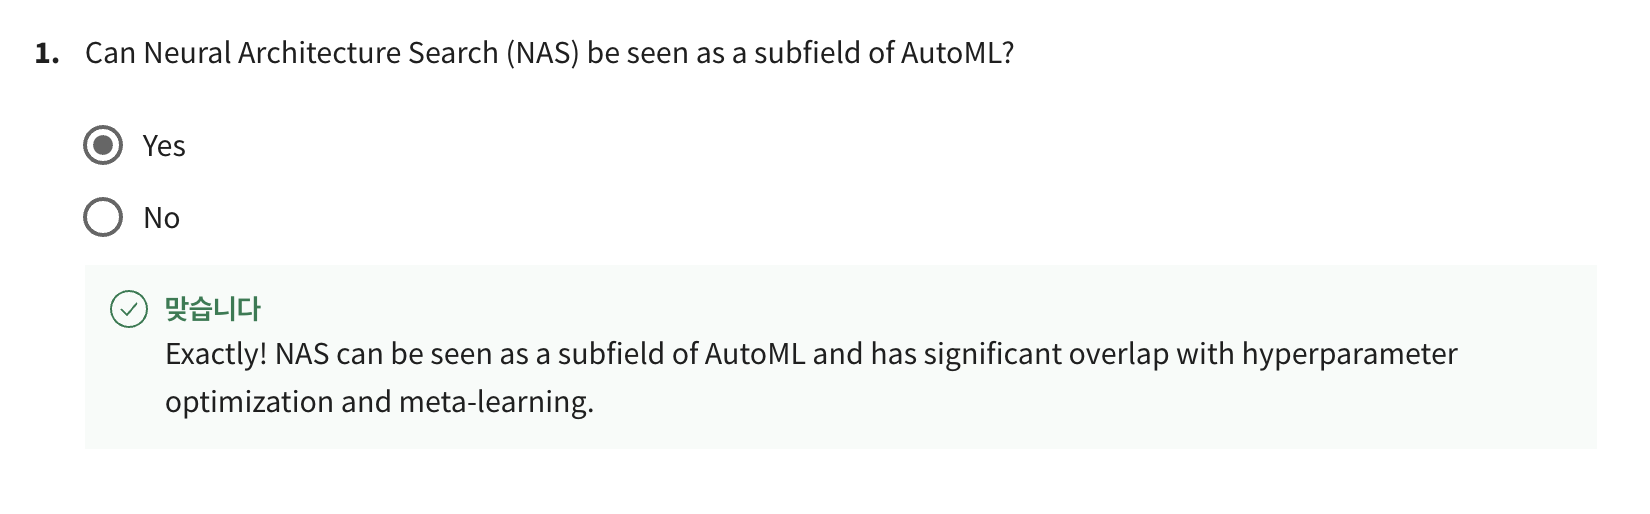 1. Can Neural Architecture Search (NAS) be seen as a subfield of AutoML?
Yes
No
맞습니다
Exactly! NAS can be seen as a subfield of AutoML and has significant overlap with hyperparameter
optimization and meta-learning.